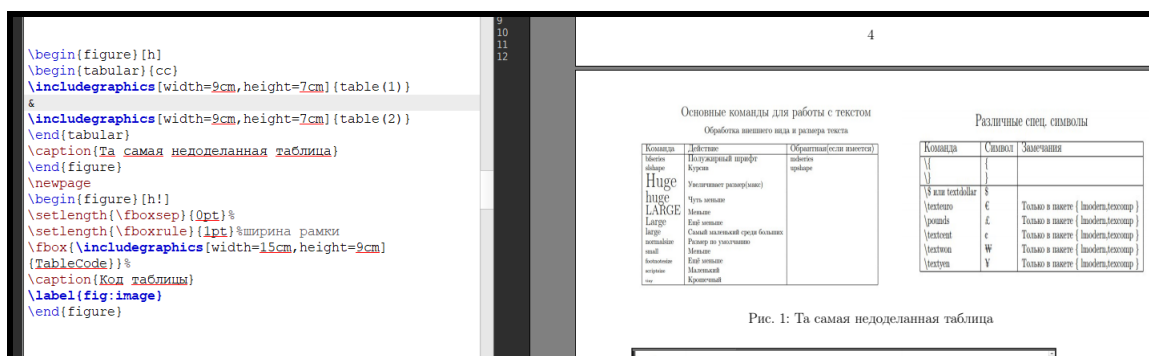 9
10
11
12
\begin{figure}[h]
\begin{tabular}{cc}
\includegraphics[width=9cm,height=7cm]{table(1)}
&
\includegraphics[width=9cm,height=7cm]{table(2)}
\end{tabular}
\caption{Та самая недоделанная таблица}
\end{figure}
\newpage
\begin{figure}[h!]
\setlength{\fboxsep}{0pt}%
\setlength{\fboxrule}{1pt}%ширина рамки
\fbox{\includegraphics[width=15cm,height=9cm]
{TableCode}}%
\caption{Код таблицы}
\label{fig:image}
\end{figure}
4
Основные команды для работы с текстом
Обработка внешнего вида и размера текста
Команда Действие Обратная(если имеется)
bfseries Полужирный шрифт mdseries
slshape Курсив upshape
Huge Увеличивает размер(макс)
huge Чуть меньше
LARGE Меньше
Large Ещё меньше
large Самый маленький среди больших
normalsize Размер по умолчанию
small Меньше
footnotesize Ещё меньше
scriptsize Маленький
tiny Крошечный
Различные спец. символы
Команда Символ Замечания
\{ {
\} }
\$ или textdollar $
\texteuro € Только в пакете { lmodern,texcomp }
\pounds £ Только в пакете { lmodern,texcomp }
\textcent Только в пакете { lmodern,texcomp }
\textwon ₩ Только в пакете { lmodern,texcomp }
\textyen ¥ Только в пакете { lmodern,texcomp }
Рис. 1: Та самая недоделанная таблица